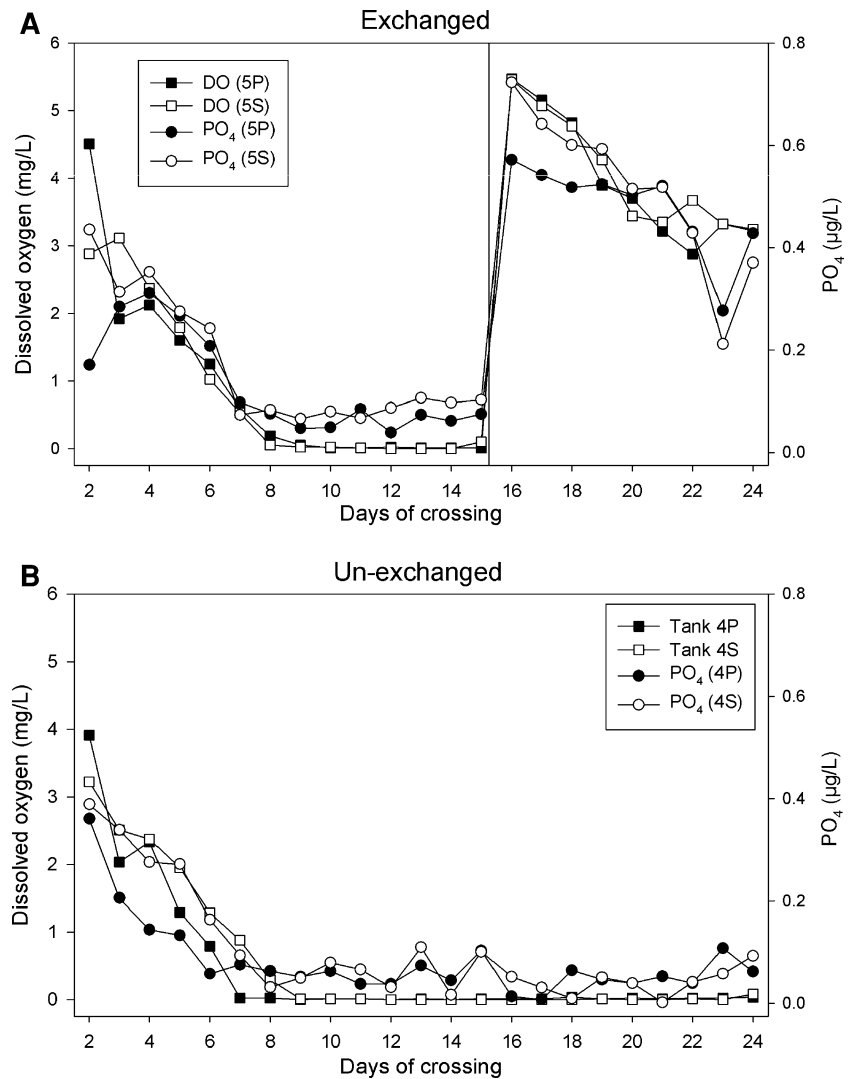 A
Exchanged
DO (5P)
DO (5S)
PO4 (5P)
PO4 (5S)
Dissolved oxygen (mg/L)
6
5
4
3
2
1
0
PO4 (µg/L)
0.8
0.6
0.4
0.2
0.0
2 4 6 8 10 12 14 16 18 20 22 24
Days of crossing
B
Un-exchanged
Tank 4P
Tank 4S
PO4 (4P)
PO4 (4S)
Dissolved oxygen (mg/L)
6
5
4
3
2
1
0
PO4 (µg/L)
0.8
0.6
0.4
0.2
0.0
2 4 6 8 10 12 14 16 18 20 22 24
Days of crossing